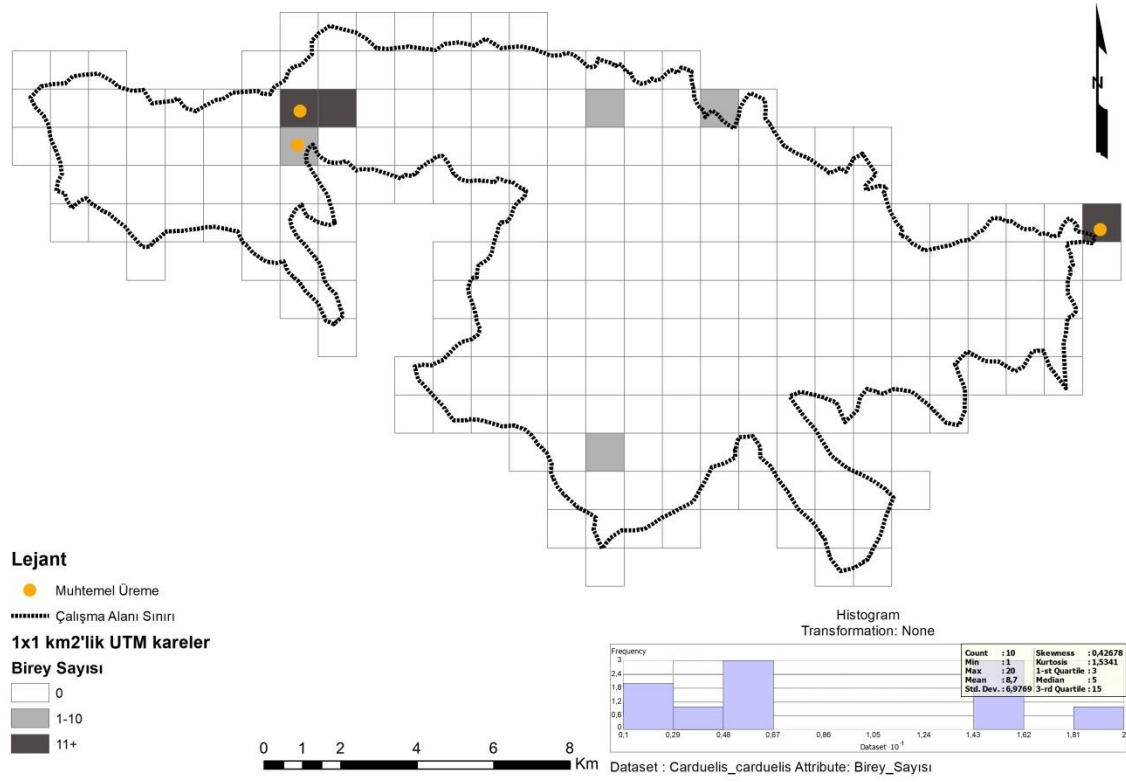 N
Lejant
Muhtemel Üreme
Çalışma Alanı Sınırı
1x1 km2'lik UTM kareler
Birey Sayısı
0
1-10
11+
0 1 2 4 6 8
Km
Histogram
Transformation: None
Frequency
3
2,4
1,8
1,2
0,6
0
0,1 0,29 0,48 0,67 0,86 1,05 1,24 1,43 1,62 1,81 2
Dataset · 10⁻¹
Count : 10 Skewness : 0,42678
Min : 1 Kurtosis : 1,5341
Max : 20 1-st Quartile : 3
Mean : 8,7 Median : 5
Std. Dev. : 6,9769 3-rd Quartile : 15
Dataset : Carduelis_carduelis Attribute: Birey_Sayısı